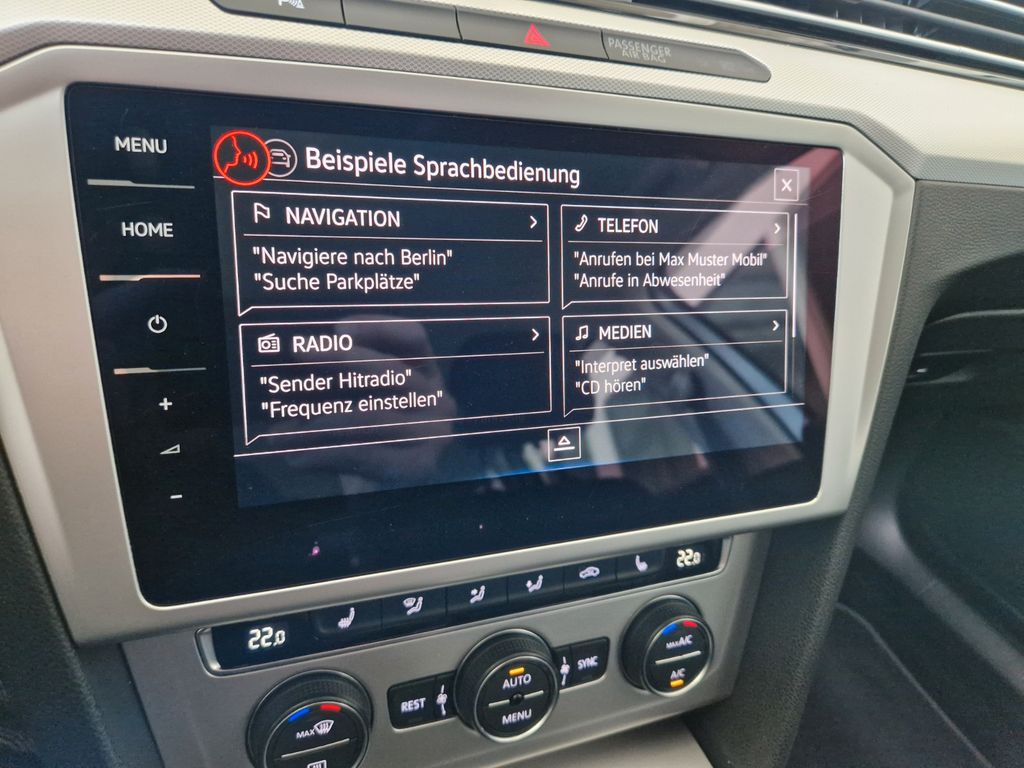 PASSENGER
AIR BAG
MENU
HOME
Beispiele Sprachbedienung
X
NAVIGATION
"Navigiere nach Berlin"
"Suche Parkplätze"
TELEFON
"Anrufen bei Max Muster Mobil"
"Anrufe in Abwesenheit"
RADIO
"Sender Hitradio"
"Frequenz einstellen"
MEDIEN
"Interpret auswählen"
"CD hören"
+
-
22.0
22.0
MAX
REST
AUTO
MENU
SYNC
MAX A/C
A/C